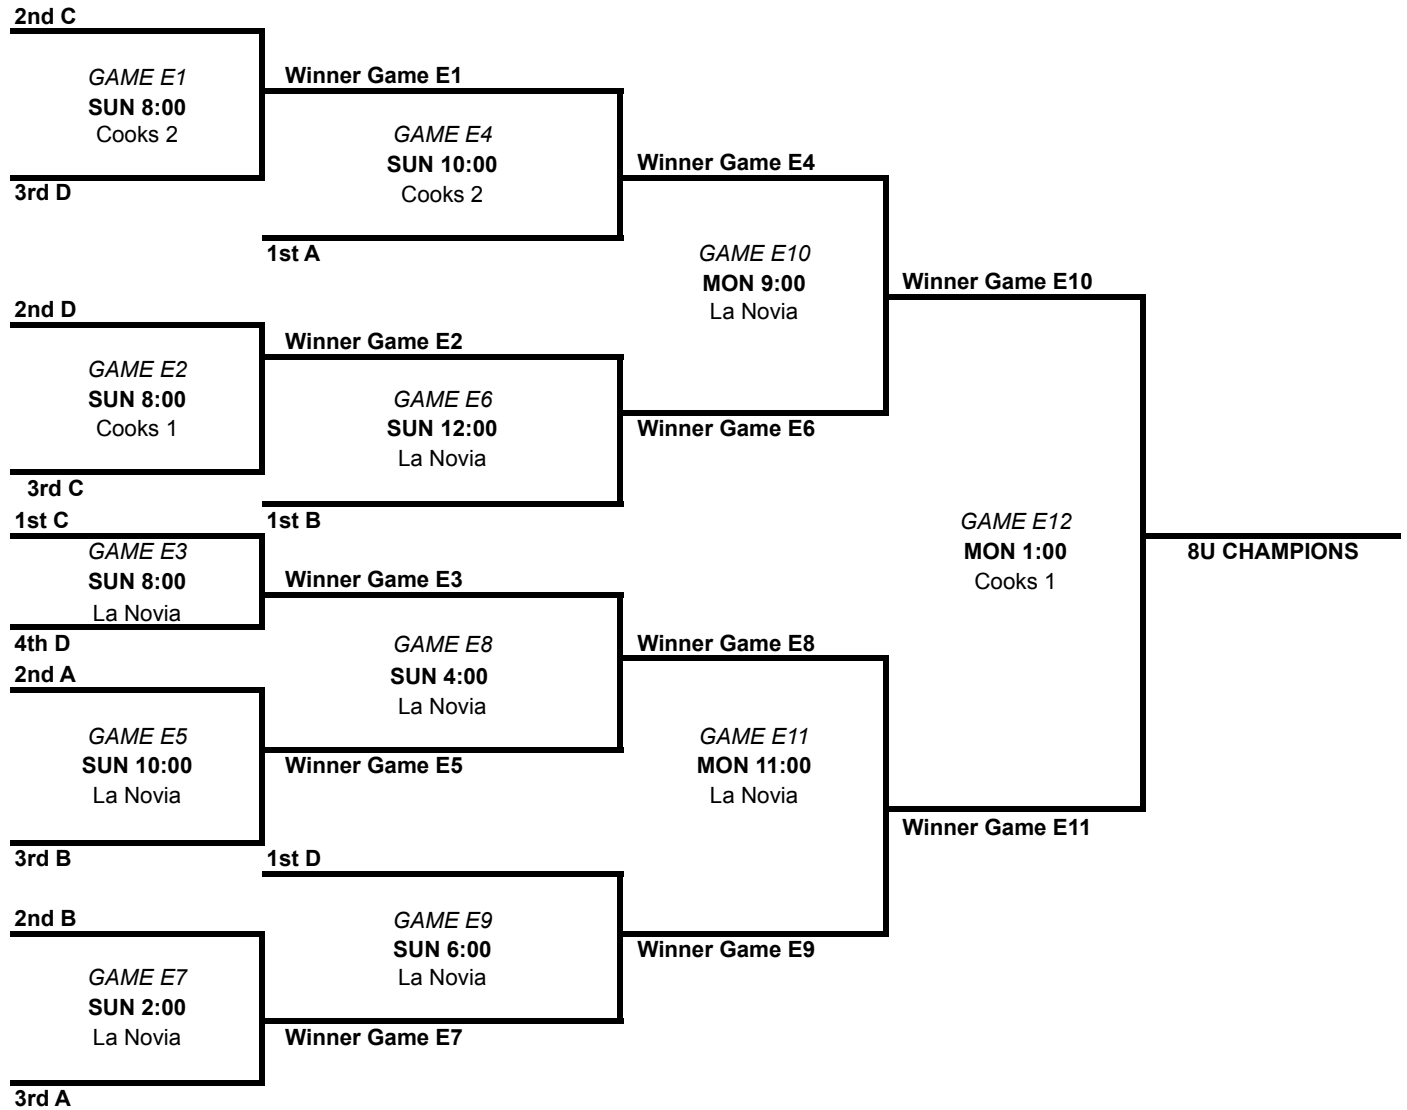 2nd C
GAME E1
SUN 8:00
Cooks 2
3rd D
Winner Game E1
GAME E4
SUN 10:00
Cooks 2
1st A
Winner Game E4
GAME E10
MON 9:00
La Novia
Winner Game E10
2nd D
GAME E2
SUN 8:00
Cooks 1
3rd C
Winner Game E2
GAME E6
SUN 12:00
La Novia
1st B
Winner Game E6
1st C
GAME E3
SUN 8:00
La Novia
4th D
Winner Game E3
GAME E8
SUN 4:00
La Novia
Winner Game E8
GAME E12
MON 1:00
Cooks 1
8U CHAMPIONS
2nd A
GAME E5
SUN 10:00
La Novia
3rd B
Winner Game E5
GAME E11
MON 11:00
La Novia
Winner Game E11
1st D
GAME E9
SUN 6:00
La Novia
Winner Game E9
2nd B
GAME E7
SUN 2:00
La Novia
3rd A
Winner Game E7